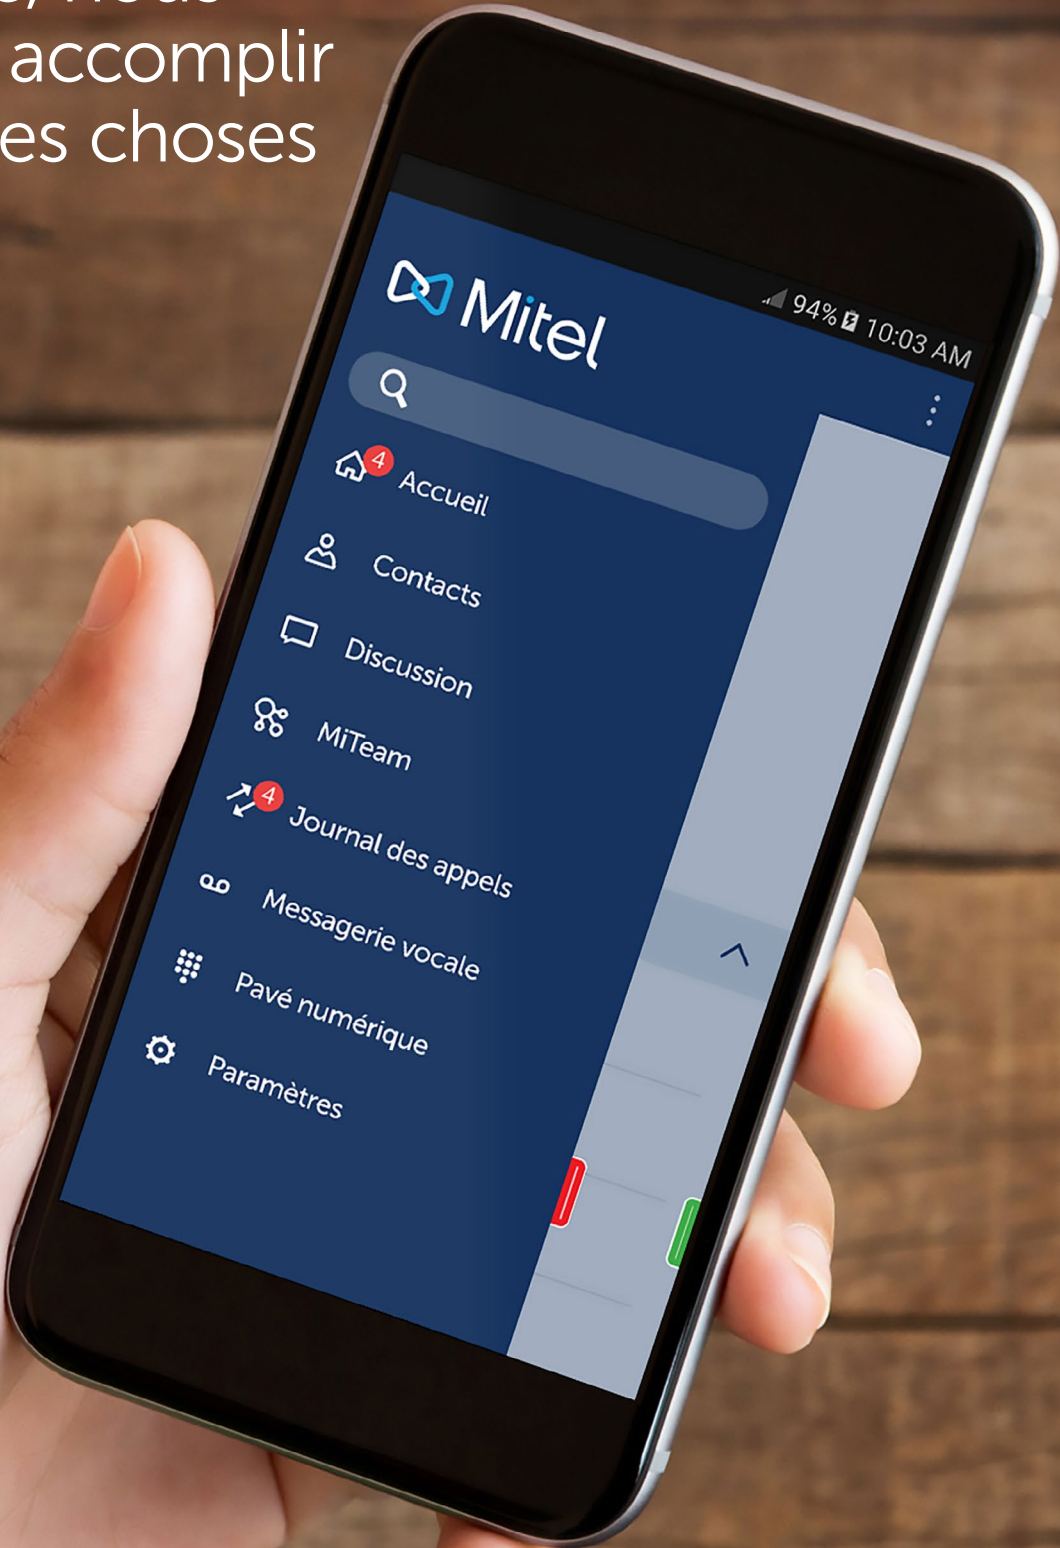 nous
accomplir
es choses
94% 10:03 AM
Mitel
4 Accueil
Contacts
Discussion
MiTeam
4 Journal des appels
Messagerie vocale
Pavé numérique
Paramètres